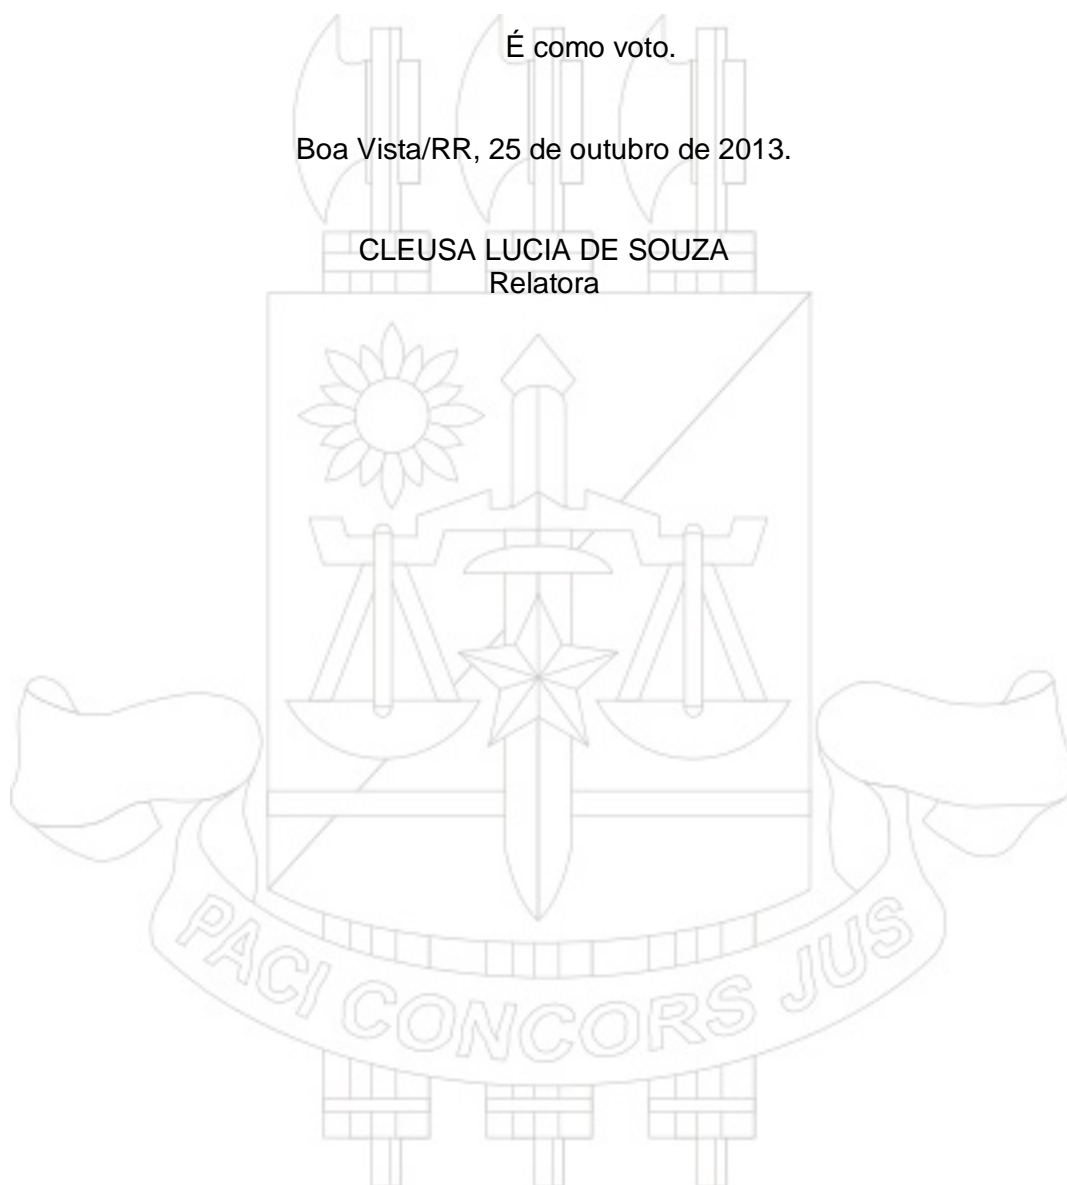 É como voto.
Boa Vista/RR, 25 de outubro de 2013.
CLEUSA LUCIA DE SOUZA
Relatora
PACI CONCORS JUS